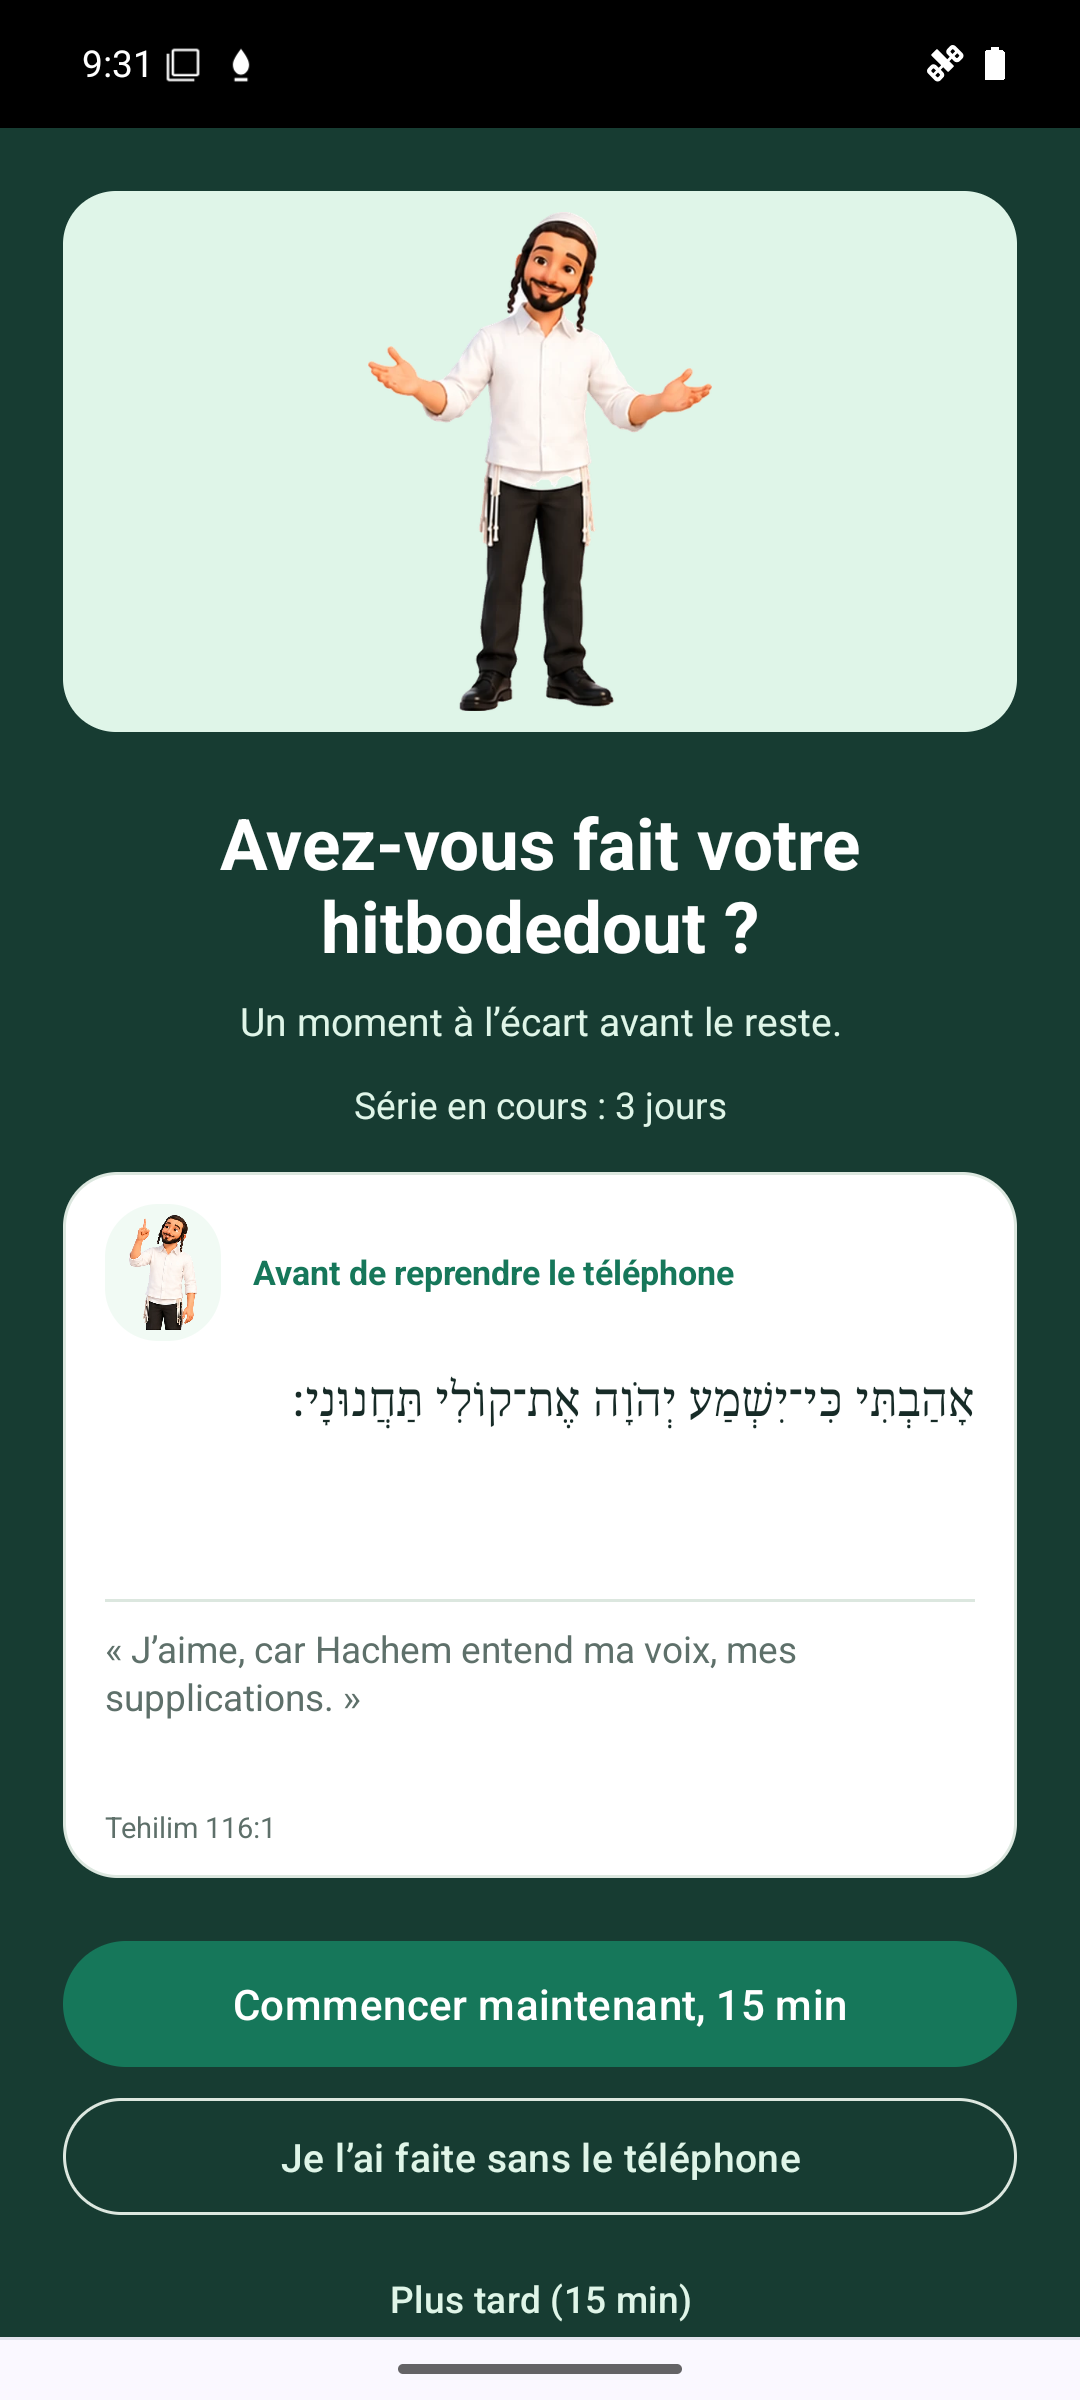 9:31
Avez-vous fait votre
hitbodedout ?
Un moment à l’écart avant le reste.
Série en cours : 3 jours
Avant de reprendre le téléphone
אָהַבְתִּי כִּי־יִשְׁמַע יְהֹוָה אֶת־קוֹלִי תַּחֲנוּנָי׃
« J’aime, car Hachem entend ma voix, mes
supplications. »
Tehilim 116:1
Commencer maintenant, 15 min
Je l’ai faite sans le téléphone
Plus tard (15 min)